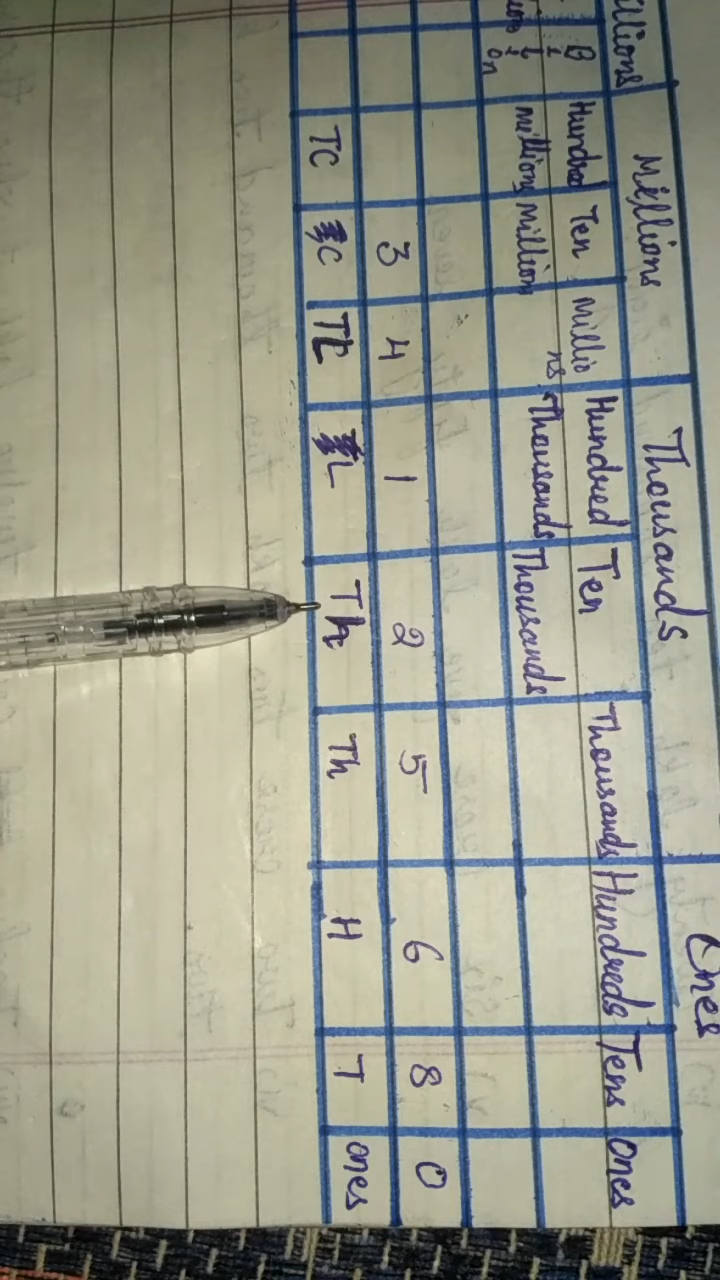 Millions Thousands Ones
Hundred millions Ten Million Millions Hundred Thousands Ten Thousands Thousands Hundreds Tens Ones
3 4 1 2 5 6 8 0
TC C TL L Th Th H T ones